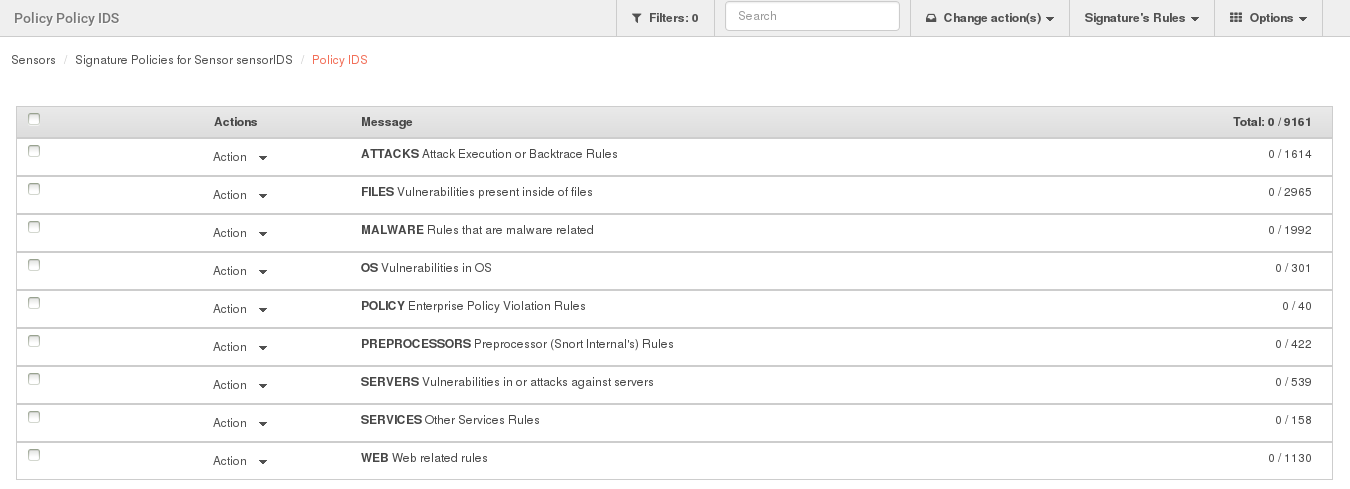 Policy Policy IDS Filters: 0 Search Change action(s) Signature's Rules Options
Sensors / Signature Policies for Sensor sensorIDS / Policy IDS
Actions Message Total: 0 / 9161
Action ATTACKS Attack Execution or Backtrace Rules 0 / 1614
Action FILES Vulnerabilities present inside of files 0 / 2965
Action MALWARE Rules that are malware related 0 / 1992
Action OS Vulnerabilities in OS 0 / 301
Action POLICY Enterprise Policy Violation Rules 0 / 40
Action PREPROCESSORS Preprocessor (Snort Internal's) Rules 0 / 422
Action SERVERS Vulnerabilities in or attacks against servers 0 / 539
Action SERVICES Other Services Rules 0 / 158
Action WEB Web related rules 0 / 1130